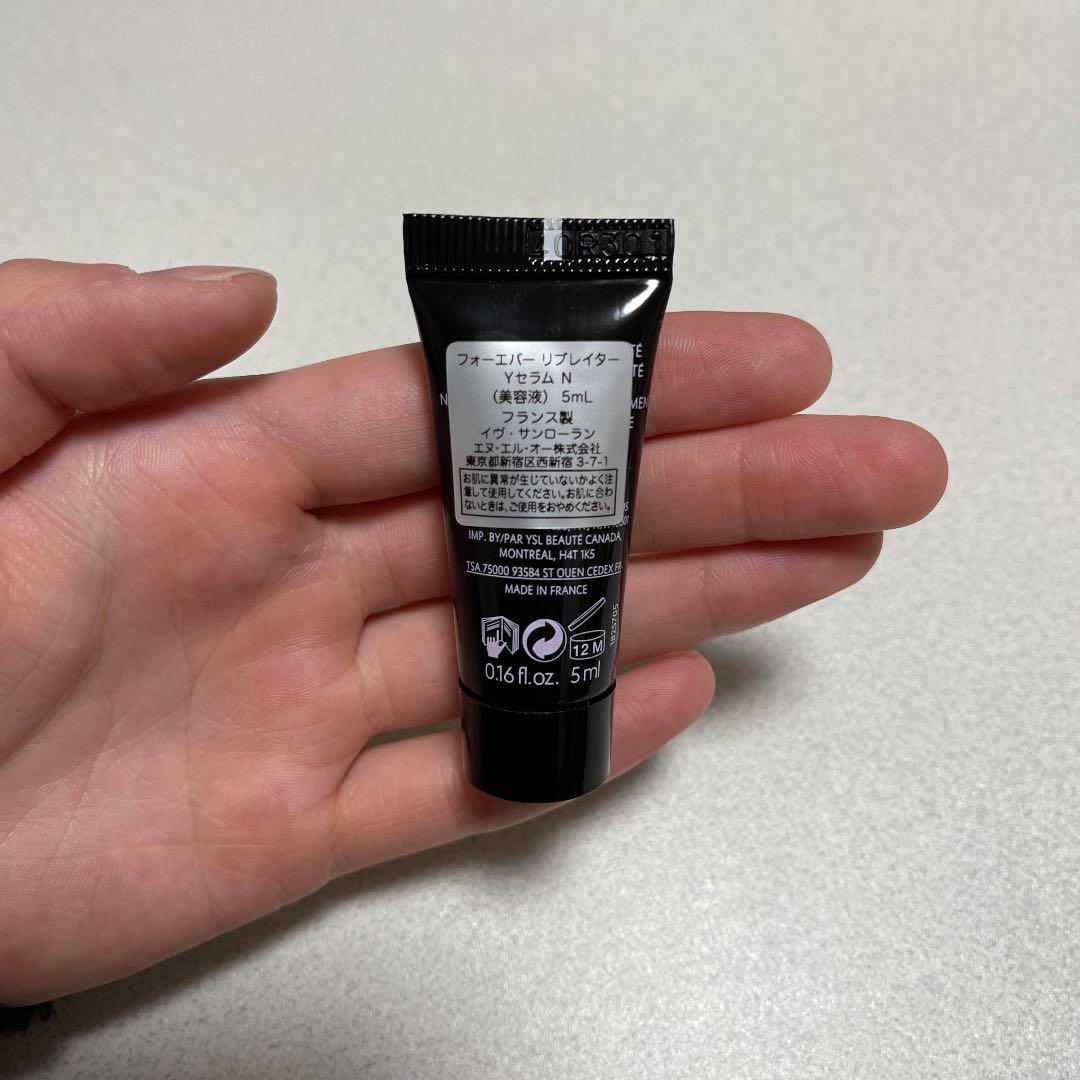 40R301
フォーエバー リブレイター
Yセラム N
（美容液） 5mL
フランス製
イヴ・サンローラン
エヌ・エル・オー株式会社
東京都新宿区西新宿 3-7-1
お肌に異常が生じていないかよく注
意して使用してください。お肌に合わ
ないときは、ご使用をおやめください。
IMP. BY/PAR YSL BEAUTÉ CANADA,
MONTRÉAL, H4T 1K5
TSA 75000 93584 ST OUEN CEDEX FR
MADE IN FRANCE
1825705
12 M
0.16 fl.oz. 5 ml